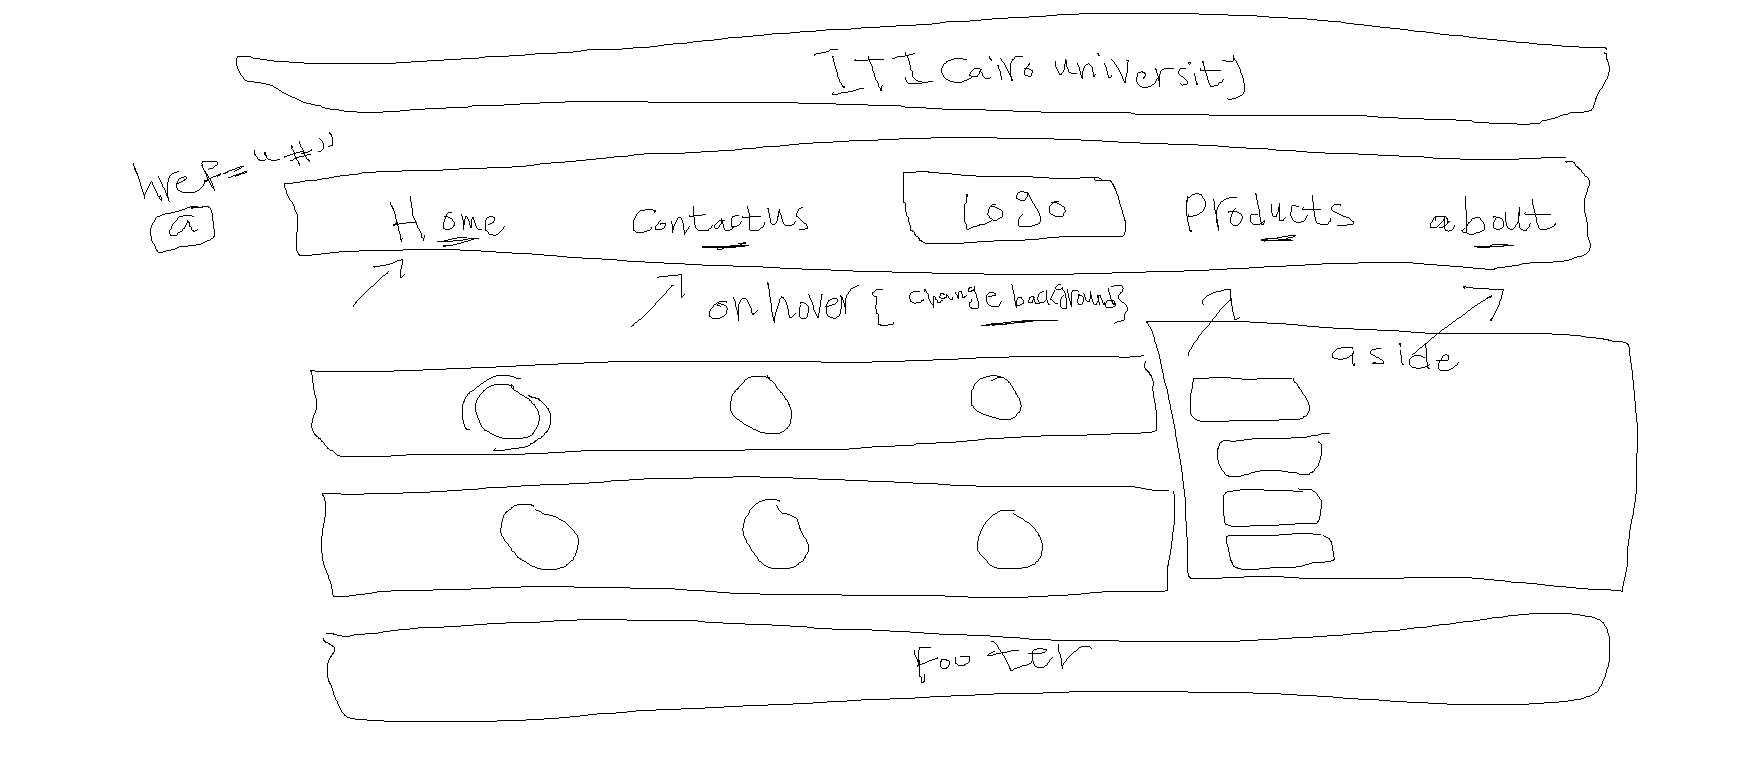 ITI Cairo university
href="#"
a
Home contactus Logo Products about
on hover { change background}
aside
Footer